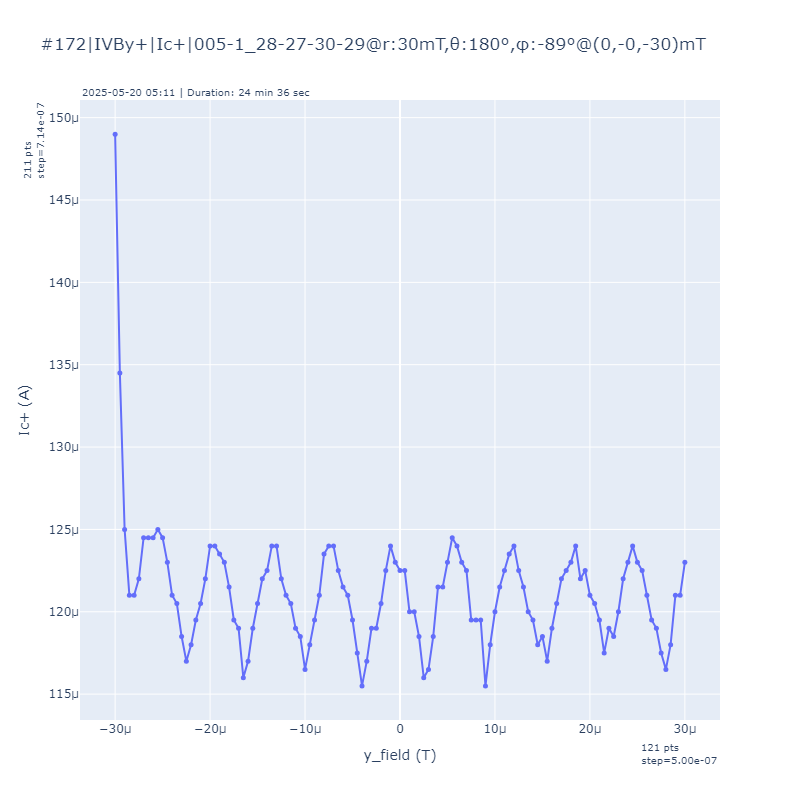 #172|IVBy+|Ic+|005-1_28-27-30-29@r:30mT,θ:180°,φ:-89°@(0,-0,-30)mT
2025-05-20 05:11 | Duration: 24 min 36 sec
211 pts
step=7.14e-07
150μ
145μ
140μ
135μ
130μ
125μ
120μ
115μ
Ic+ (A)
−30μ
−20μ
−10μ
0
10μ
20μ
30μ
y_field (T)
121 pts
step=5.00e-07